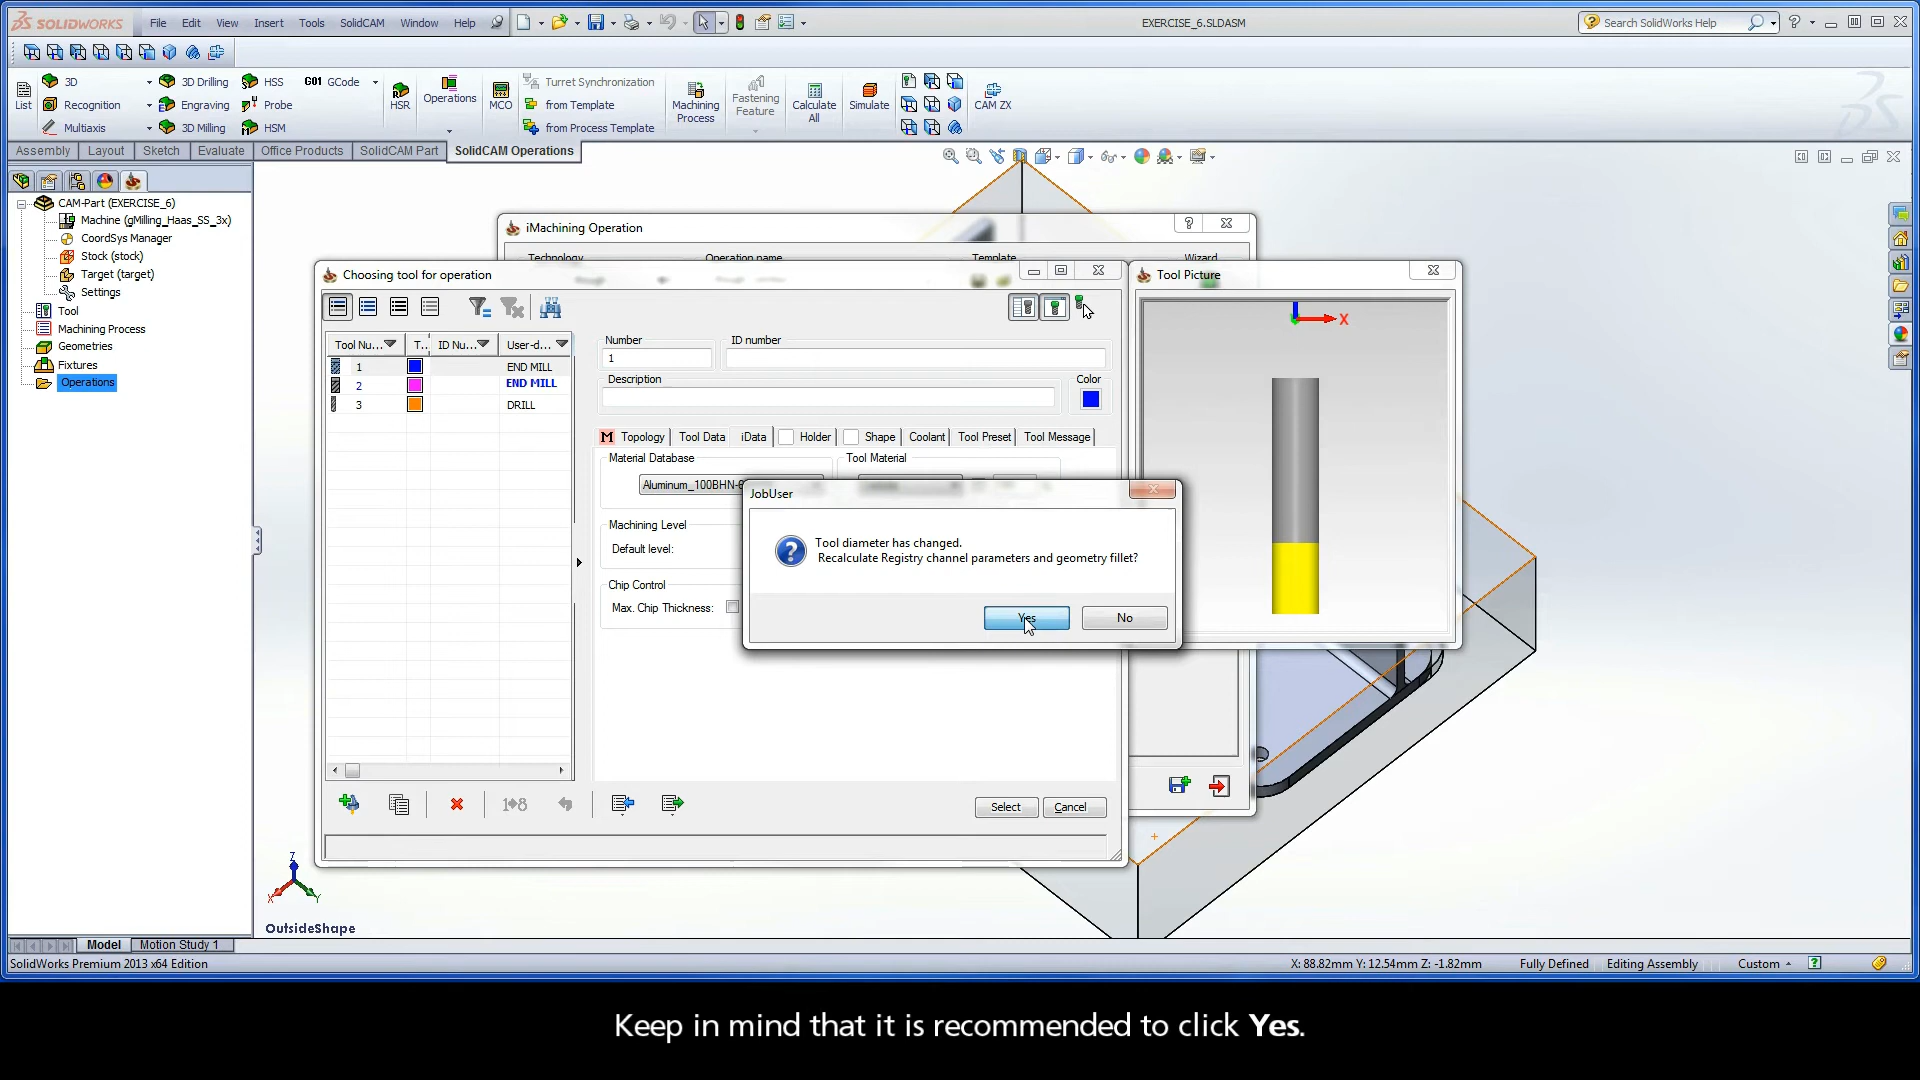 SOLIDWORKS File Edit View Insert Tools SolidCAM Window Help EXERCISE_6.SLDASM Search SolidWorks Help
3D 3D Drilling HSS G01 GCode Turret Synchronization
List Recognition Engraving Probe HSR Operations MCO from Template Machining Process Fastening Feature Calculate All Simulate CAM ZX
Multiaxis 3D Milling HSM from Process Template
Assembly Layout Sketch Evaluate Office Products SolidCAM Part SolidCAM Operations
CAM-Part (EXERCISE_6)
Machine (gMilling_Haas_SS_3x)
CoordSys Manager
Stock (stock)
Target (target)
Settings
Tool
Machining Process
Geometries
Fixtures
Operations
iMachining Operation
Technology Operation name Template Wizard
Choosing tool for operation
Tool Picture
X
Tool Nu... T... ID Nu... User-d...
1 END MILL
2 END MILL
3 DRILL
Number ID number
1
Description Color
M Topology Tool Data iData Holder Shape Coolant Tool Preset Tool Message
Material Database Tool Material
Machining Level
Default level:
Chip Control
Max. Chip Thickness:
JobUser
Tool diameter has changed.
Recalculate Registry channel parameters and geometry fillet?
Yes No
Select Cancel
Z
X Y
OutsideShape
Model Motion Study 1
SolidWorks Premium 2013 x64 Edition X: 88.82mm Y: 12.54mm Z: -1.82mm Fully Defined Editing Assembly Custom
Keep in mind that it is recommended to click Yes.